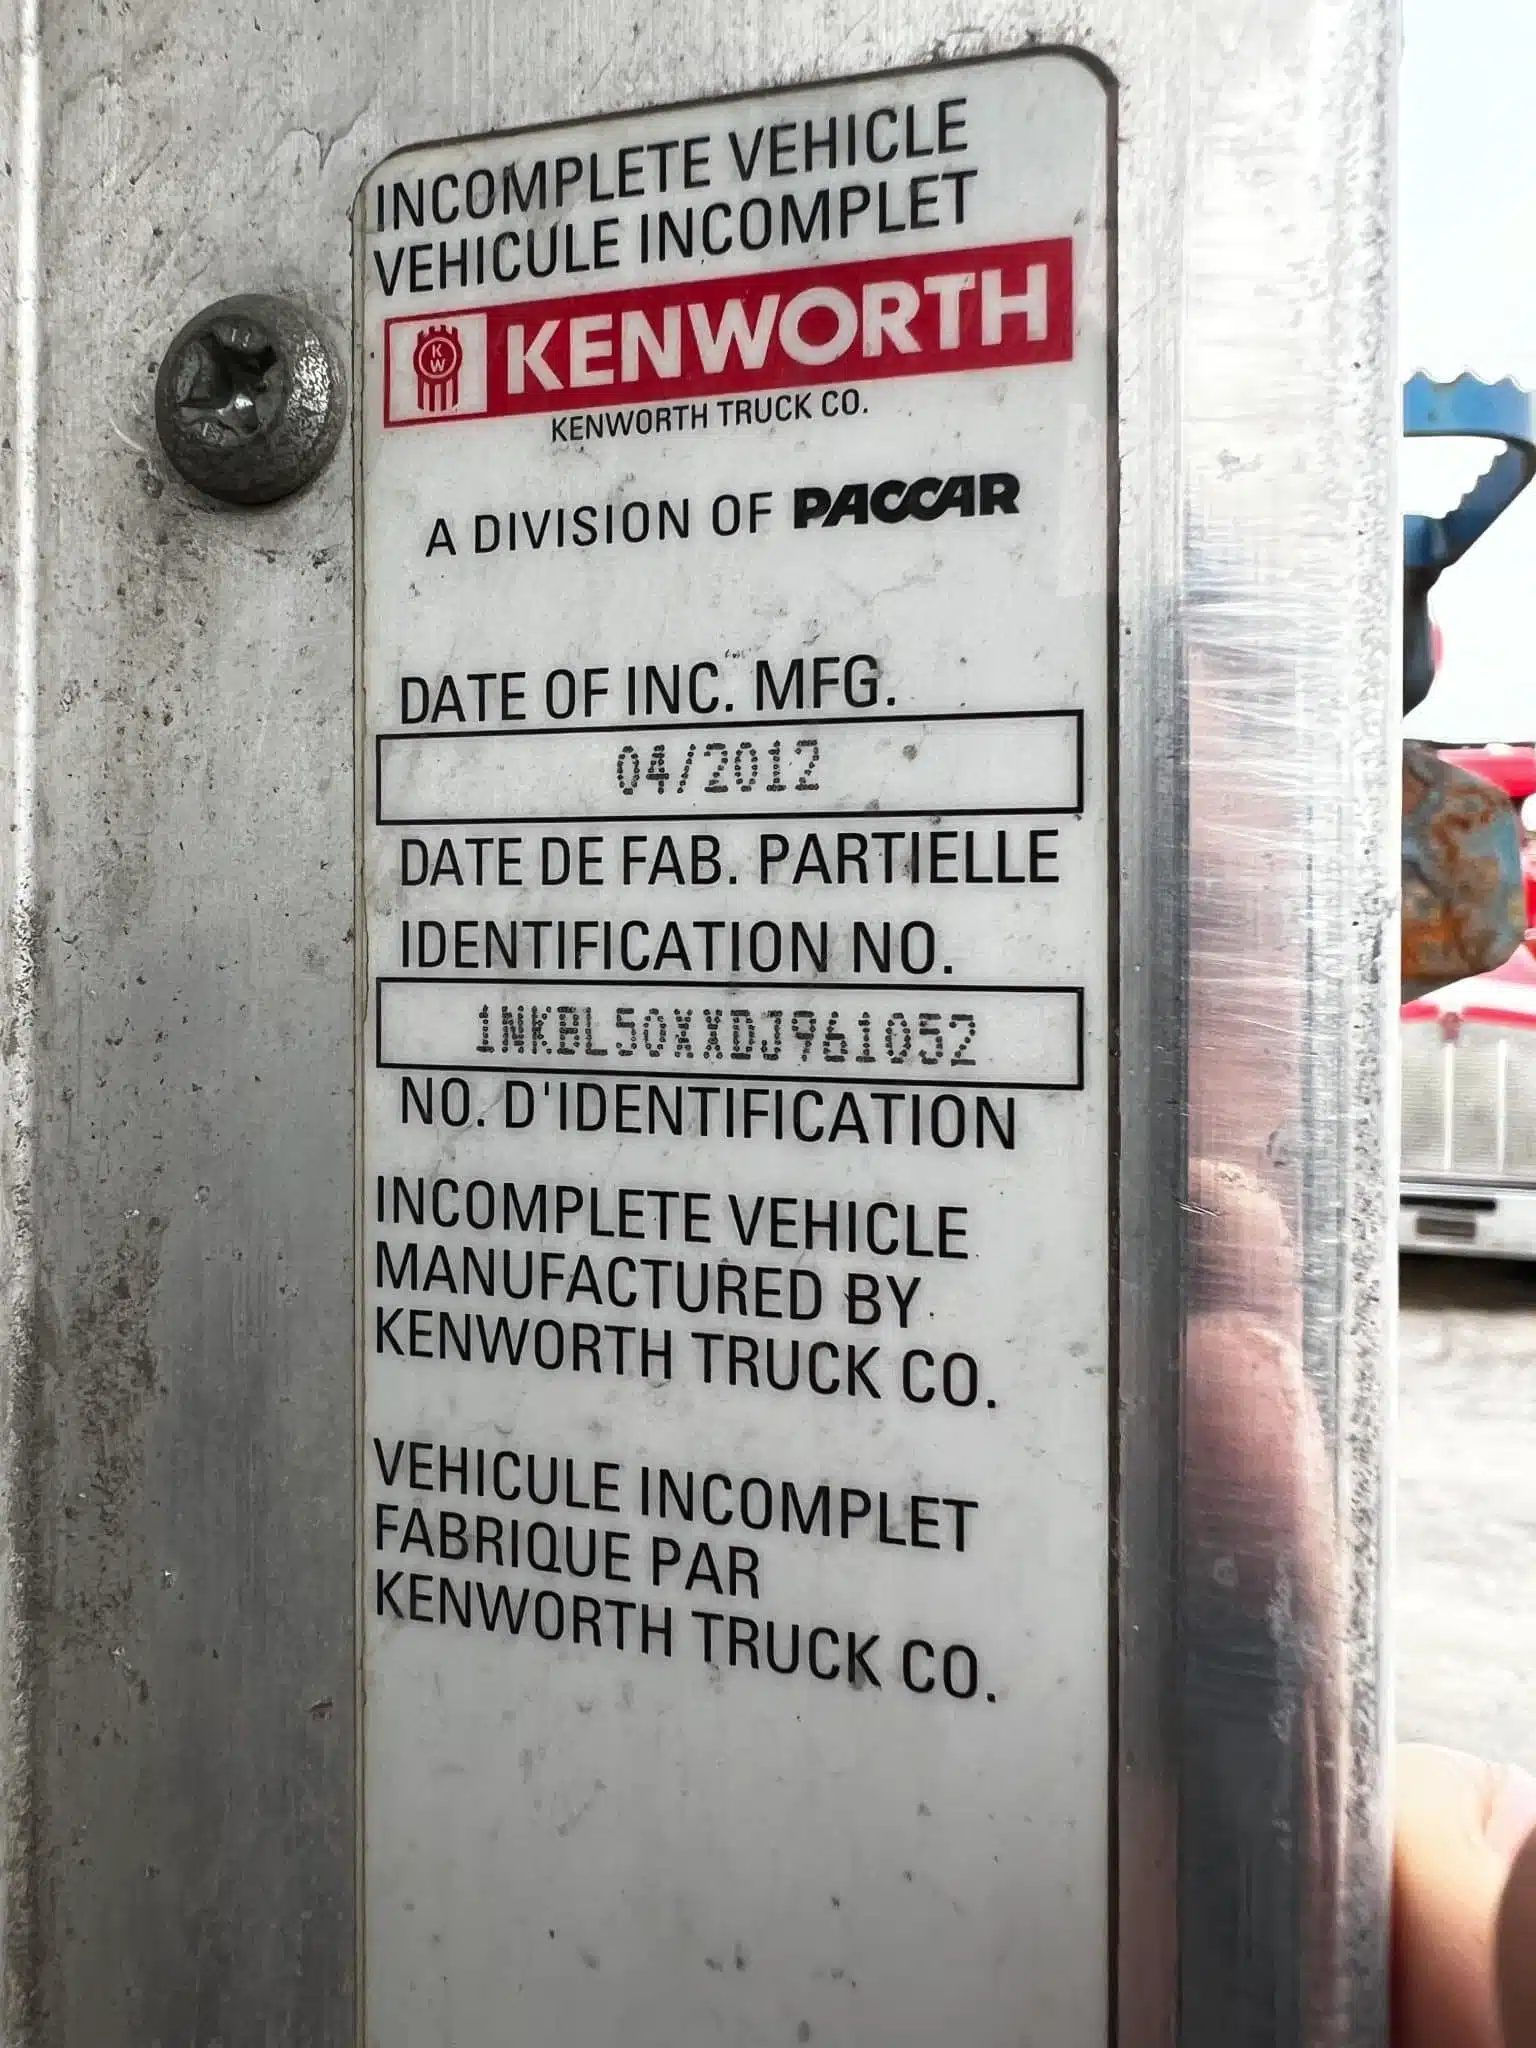 INCOMPLETE VEHICLE
VEHICULE INCOMPLET
KW KENWORTH
KENWORTH TRUCK CO.
A DIVISION OF PACCAR
DATE OF INC. MFG.
04/2012
DATE DE FAB. PARTIELLE
IDENTIFICATION NO.
1NKBL50XXDJ961052
NO. D'IDENTIFICATION
INCOMPLETE VEHICLE
MANUFACTURED BY
KENWORTH TRUCK CO.
VEHICULE INCOMPLET
FABRIQUE PAR
KENWORTH TRUCK CO.